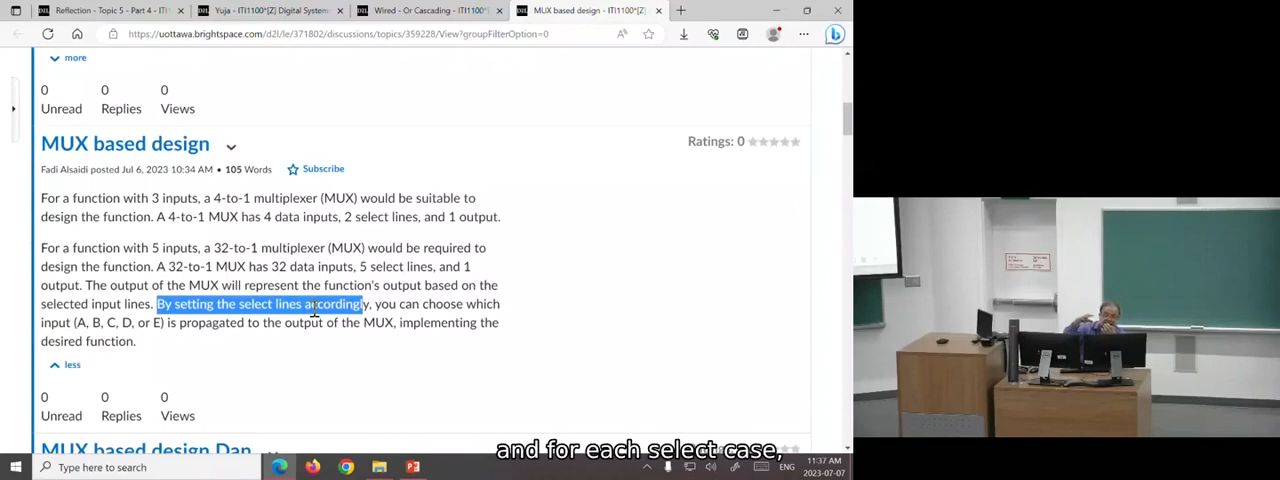 Reflection - Topic 5 - Part 4 - ITI1
Yuja - ITI1100*[Z] Digital System
Wired - Or Cascading - ITI1100*[Z]
MUX based design - ITI1100*[Z]
https://uottawa.brightspace.com/d2l/le/371802/discussions/topics/359228/View?groupFilterOption=0
more
0 0 0
Unread Replies Views
MUX based design
Ratings: 0
Fadi Alsaidi posted Jul 6, 2023 10:34 AM • 105 Words Subscribe
For a function with 3 inputs, a 4-to-1 multiplexer (MUX) would be suitable to
design the function. A 4-to-1 MUX has 4 data inputs, 2 select lines, and 1 output.
For a function with 5 inputs, a 32-to-1 multiplexer (MUX) would be required to
design the function. A 32-to-1 MUX has 32 data inputs, 5 select lines, and 1
output. The output of the MUX will represent the function's output based on the
selected input lines. By setting the select lines accordingly, you can choose which
input (A, B, C, D, or E) is propagated to the output of the MUX, implementing the
desired function.
less
0 0 0
Unread Replies Views
MUX based design Dan
and for each select case,
Type here to search
ENG
11:37 AM
2023-07-07